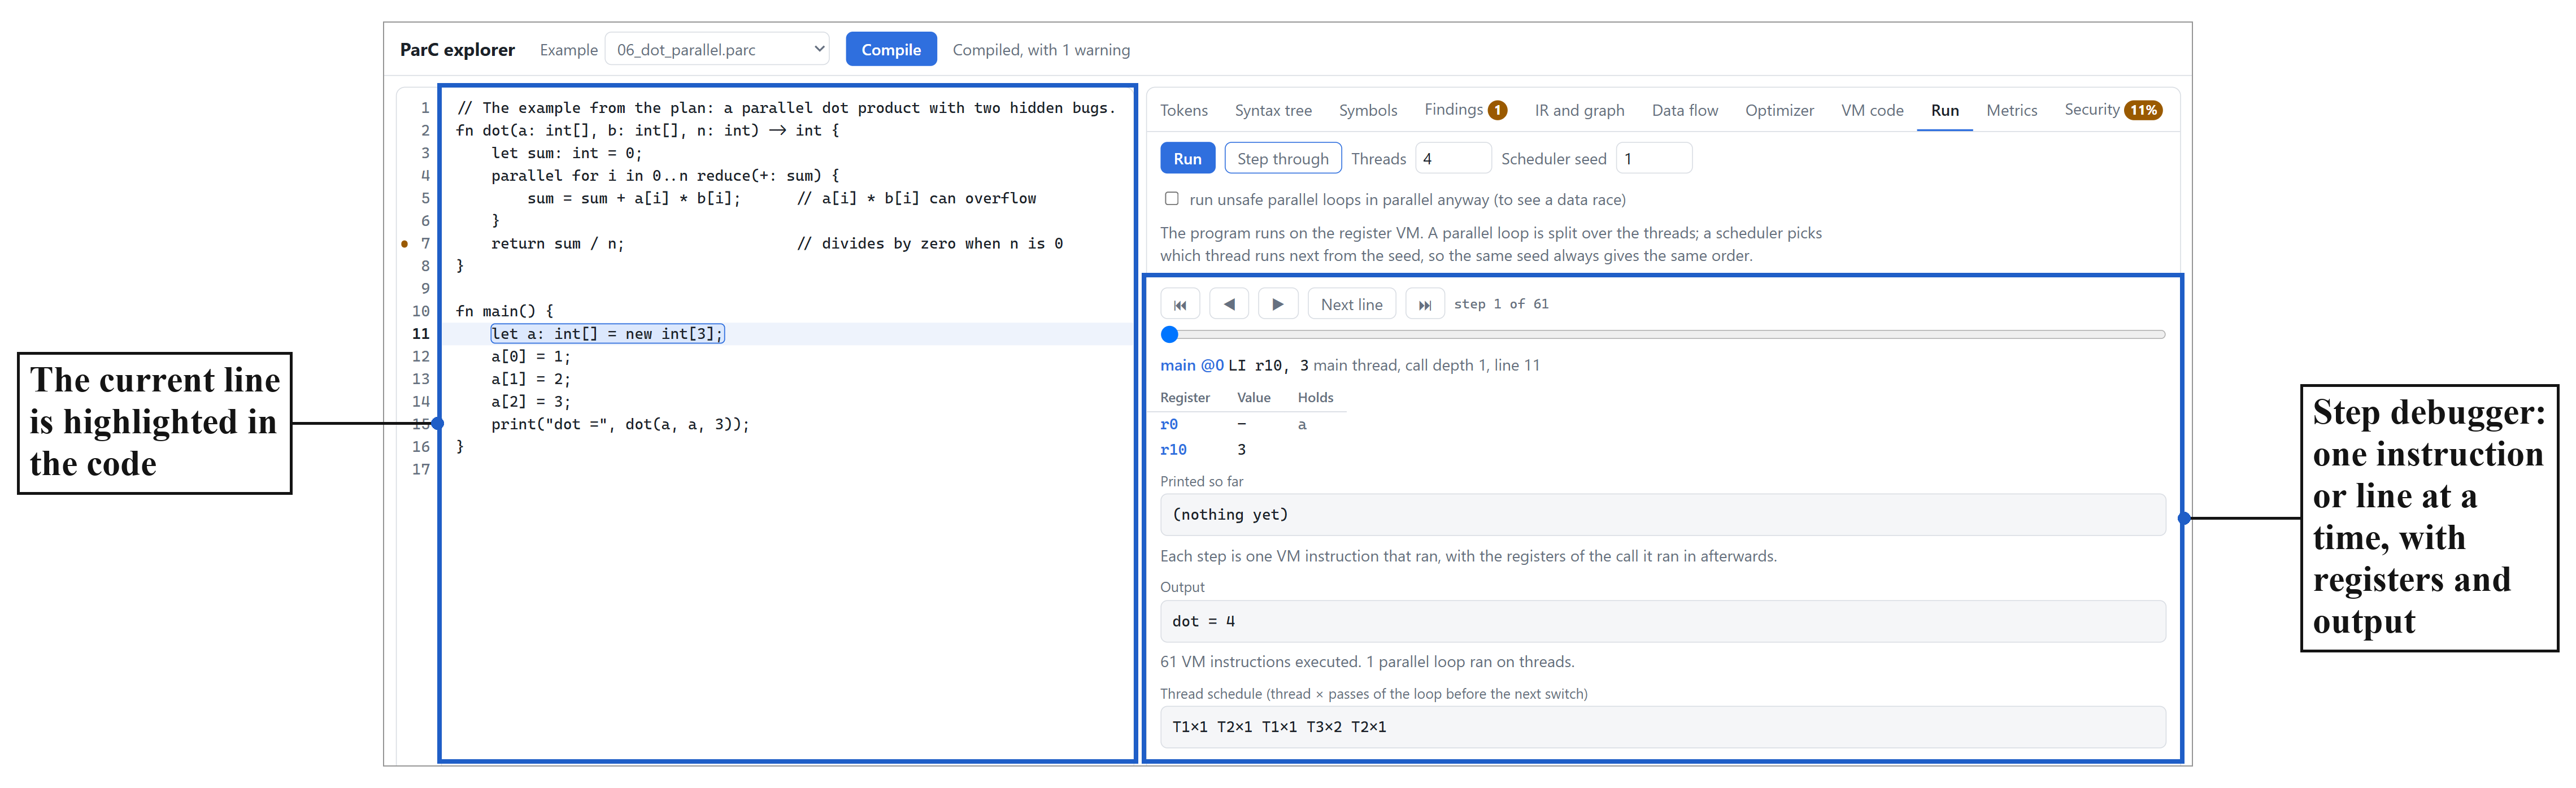 ParC explorer Example 06_dot_parallel.parc Compile Compiled, with 1 warning
1 // The example from the plan: a parallel dot product with two hidden bugs.
2 fn dot(a: int[], b: int[], n: int) -> int {
3 let sum: int = 0;
4 parallel for i in 0..n reduce(+: sum) {
5 sum = sum + a[i] * b[i]; // a[i] * b[i] can overflow
6 }
7 return sum / n; // divides by zero when n is 0
8 }
9
10 fn main() {
11 let a: int[] = new int[3];
12 a[0] = 1;
13 a[1] = 2;
14 a[2] = 3;
15 print("dot =", dot(a, a, 3));
16 }
17
The current line
is highlighted in
the code
Tokens Syntax tree Symbols Findings 1 IR and graph Data flow Optimizer VM code Run Metrics Security 11%
Run Step through Threads 4 Scheduler seed 1
run unsafe parallel loops in parallel anyway (to see a data race)
The program runs on the register VM. A parallel loop is split over the threads; a scheduler picks
which thread runs next from the seed, so the same seed always gives the same order.
Next line step 1 of 61
main @0 LI r10, 3 main thread, call depth 1, line 11
Register Value Holds
r0 – a
r10 3
Printed so far
(nothing yet)
Each step is one VM instruction that ran, with the registers of the call it ran in afterwards.
Output
dot = 4
61 VM instructions executed. 1 parallel loop ran on threads.
Thread schedule (thread × passes of the loop before the next switch)
T1×1 T2×1 T1×1 T3×2 T2×1
Step debugger:
one instruction
or line at a
time, with
registers and
output